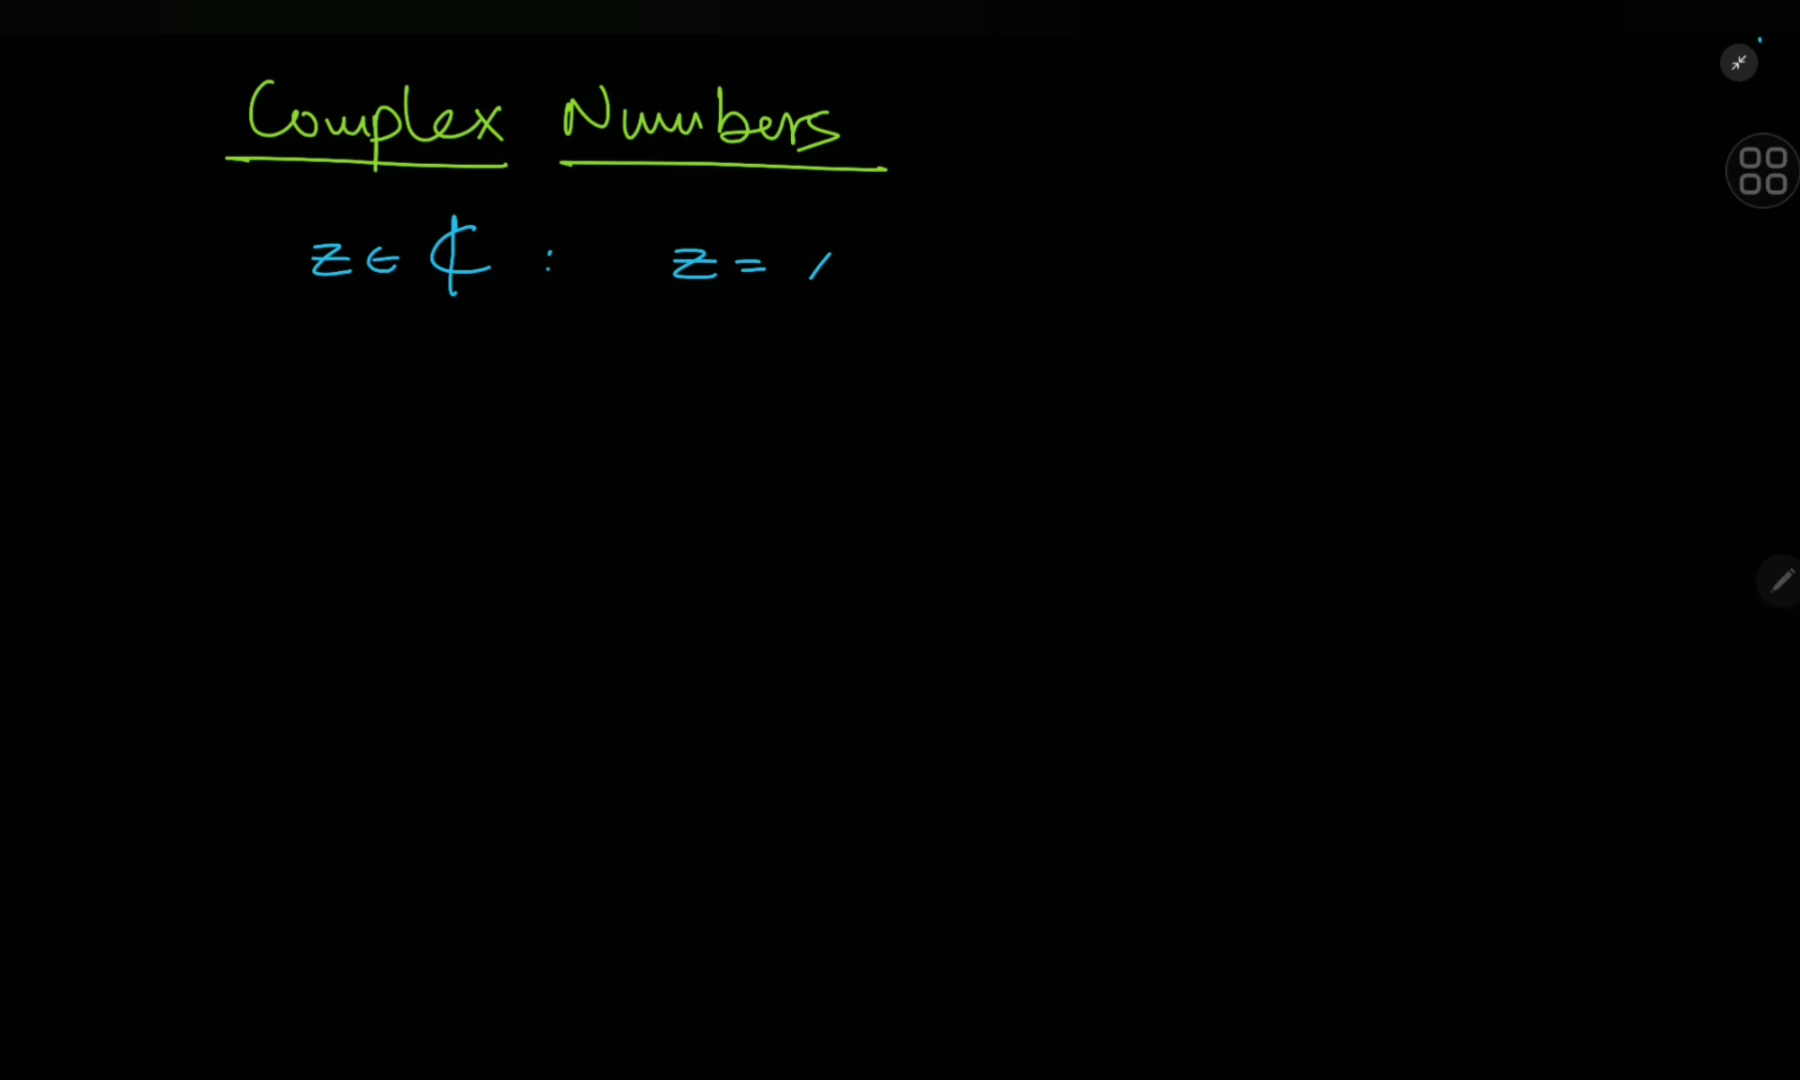 Complex Numbers
z ∈ ℂ : z = /